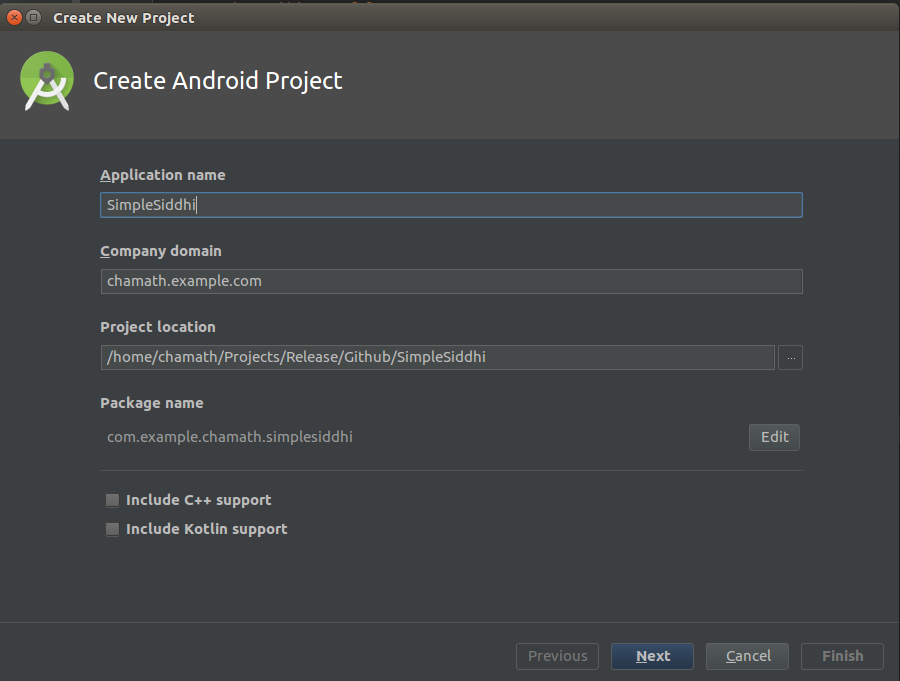 Create New Project
Create Android Project
Application name
SimpleSiddhi
Company domain
chamath.example.com
Project location
/home/chamath/Projects/Release/Github/SimpleSiddhi
...
Package name
com.example.chamath.simplesiddhi
Edit
Include C++ support
Include Kotlin support
Previous
Next
Cancel
Finish